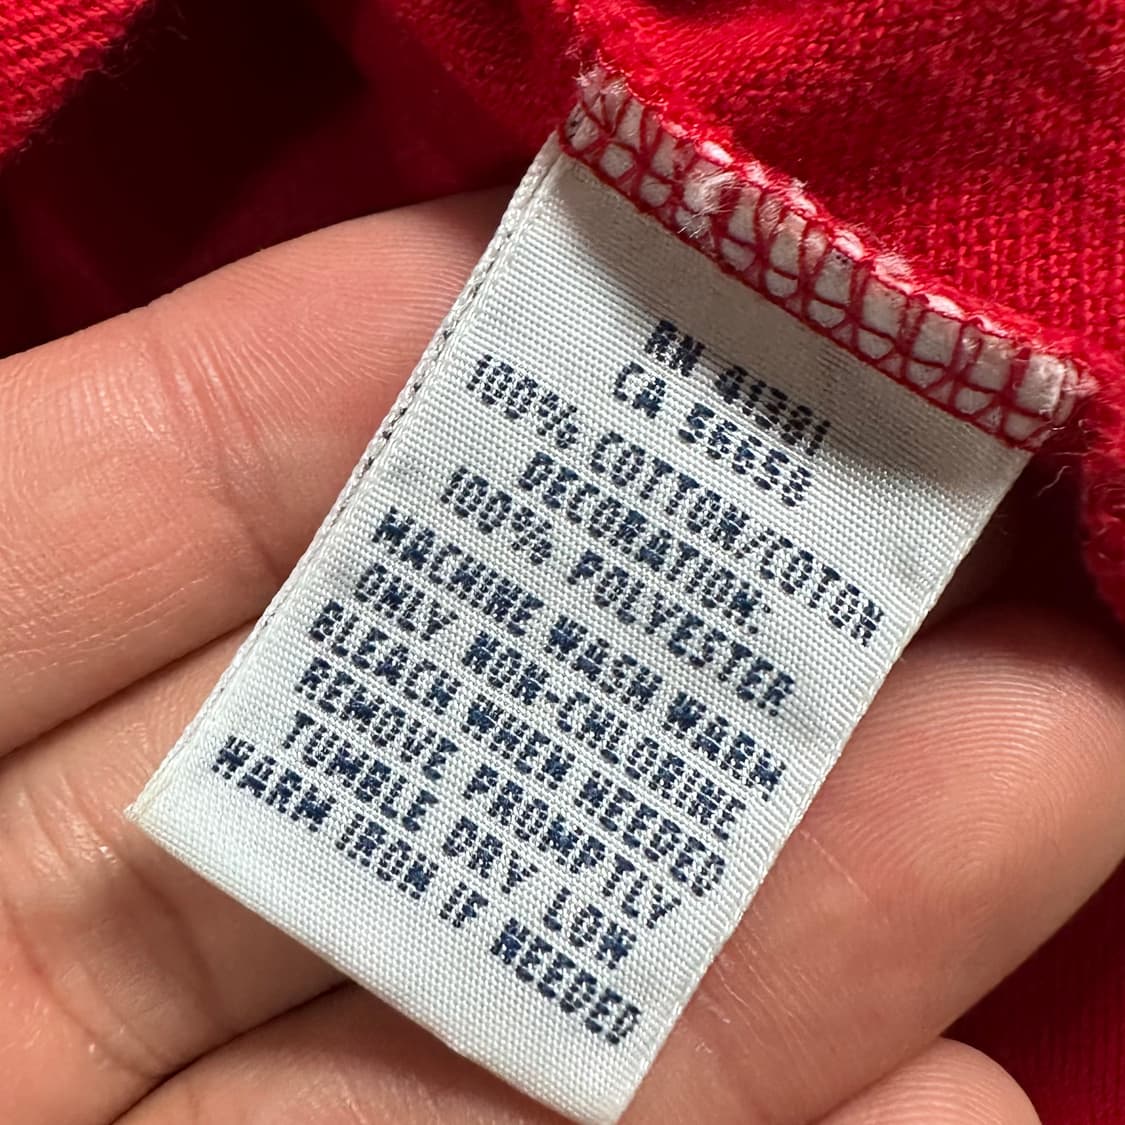 RN 41381
CA 56658
100% COTTON/COTON
DECORATION:
100% POLYESTER
MACHINE WASH WARM
ONLY NON-CHLORINE
BLEACH WHEN NEEDED
REMOVE PROMPTLY
TUMBLE DRY LOW
WARM IRON IF NEEDED